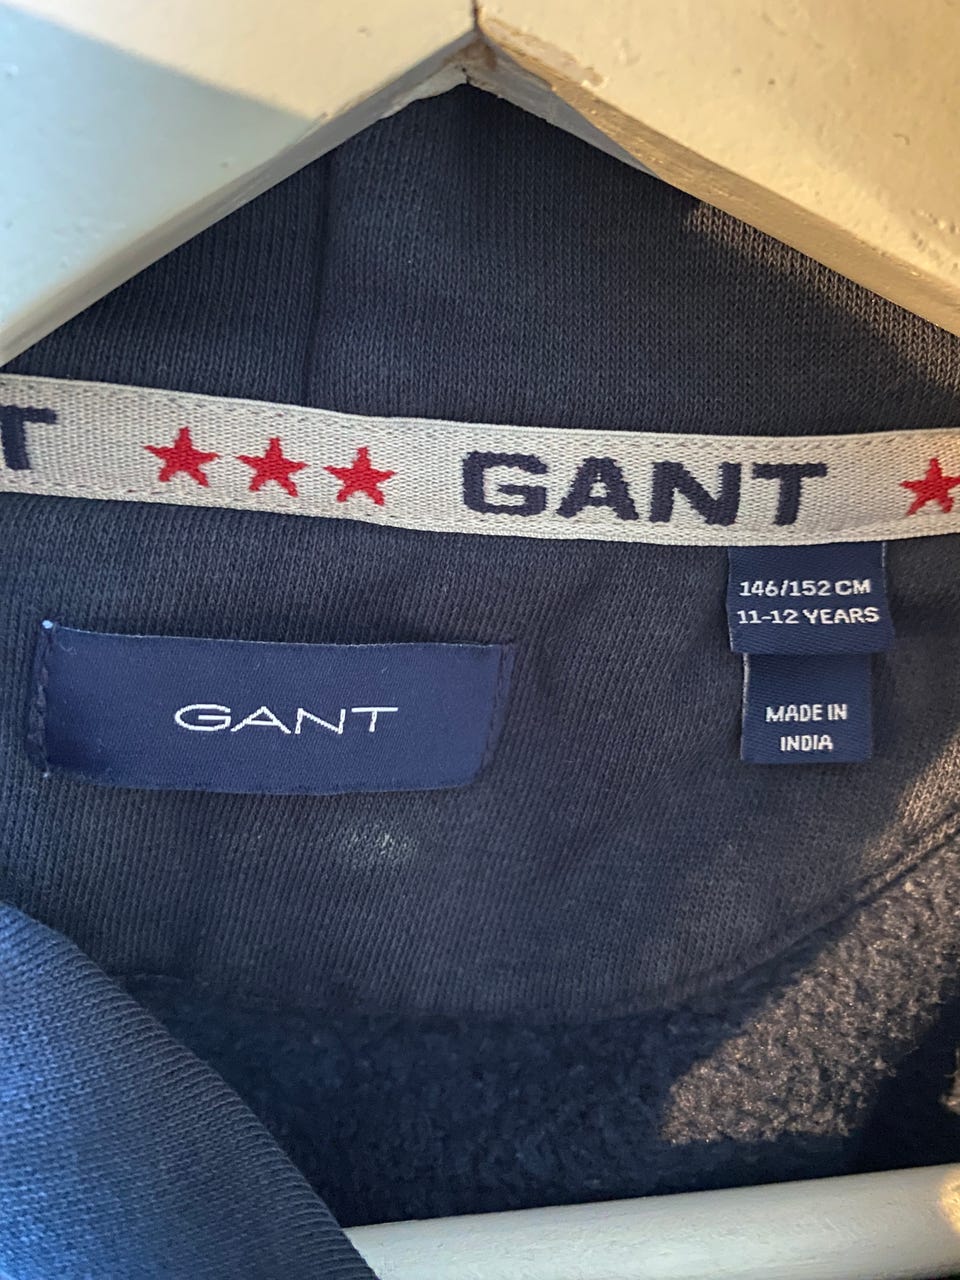 T ★★★ GANT ★
146/152 CM
11-12 YEARS
GANT
MADE IN
INDIA